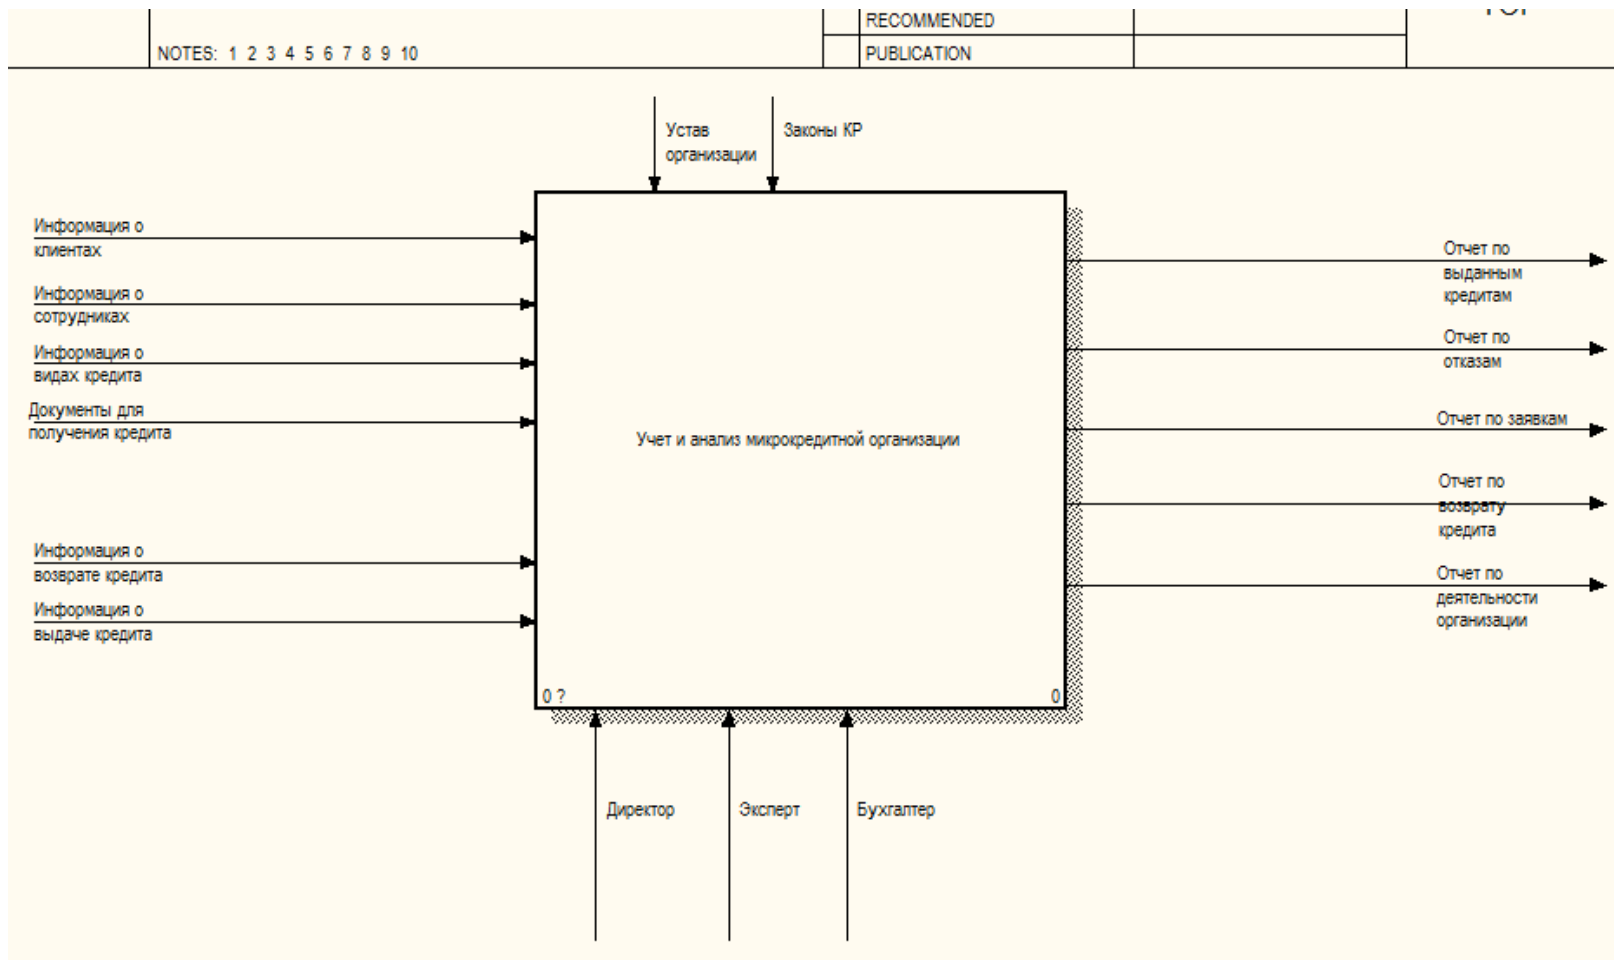 RECOMMENDED
NOTES: 1 2 3 4 5 6 7 8 9 10
PUBLICATION
Устав
организации
Законы КР
Информация о
клиентах
Информация о
сотрудниках
Информация о
видах кредита
Документы для
получения кредита
Информация о
возврате кредита
Информация о
выдаче кредита
Учет и анализ микрокредитной организации
0 ?
0
Отчет по
выданным
кредитам
Отчет по
отказам
Отчет по заявкам
Отчет по
возврату
кредита
Отчет по
деятельности
организации
Директор
Эксперт
Бухгалтер